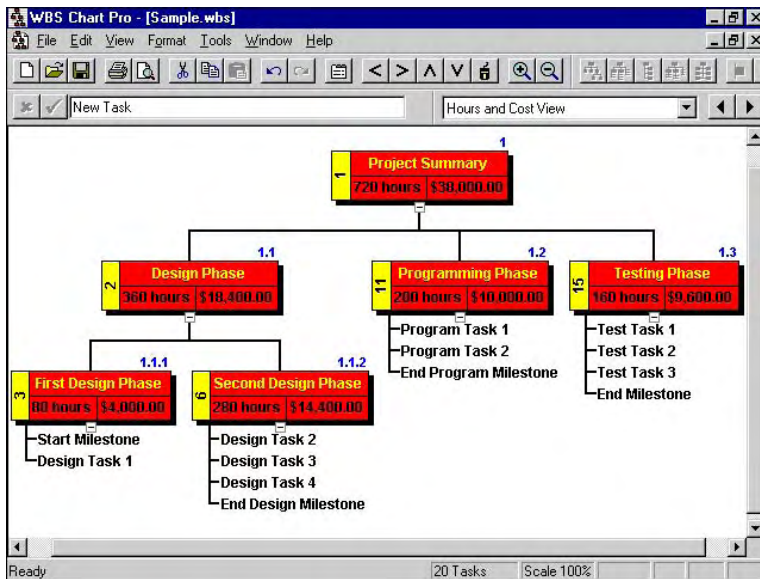 WBS Chart Pro - [Sample.wbs]
File Edit View Format Tools Window Help
New Task
Hours and Cost View
1
1
Project Summary
720 hours $38,000.00
1.1
2
Design Phase
360 hours $18,400.00
1.2
11
Programming Phase
200 hours $10,000.00
1.3
15
Testing Phase
160 hours $9,600.00
Program Task 1
Program Task 2
End Program Milestone
Test Task 1
Test Task 2
Test Task 3
End Milestone
1.1.1
3
First Design Phase
80 hours $4,000.00
1.1.2
6
Second Design Phase
280 hours $14,400.00
Start Milestone
Design Task 1
Design Task 2
Design Task 3
Design Task 4
End Design Milestone
Ready 20 Tasks Scale 100%